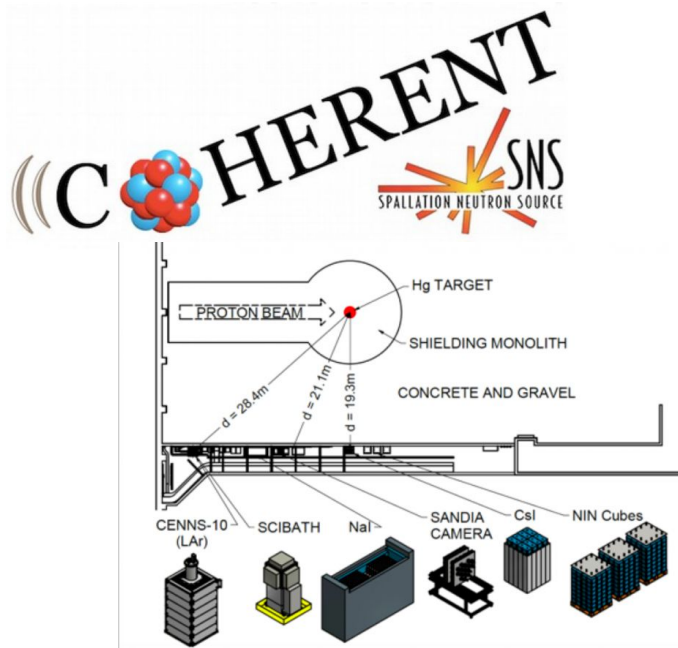 ((COHERENT
SNS
SPALLATION NEUTRON SOURCE
Hg TARGET
PROTON BEAM
SHIELDING MONOLITH
d = 28.4m
d = 21.1m
d = 19.3m
CONCRETE AND GRAVEL
CENNS-10
(LAr)
SCIBATH
NaI
SANDIA
CAMERA
CsI
NIN Cubes